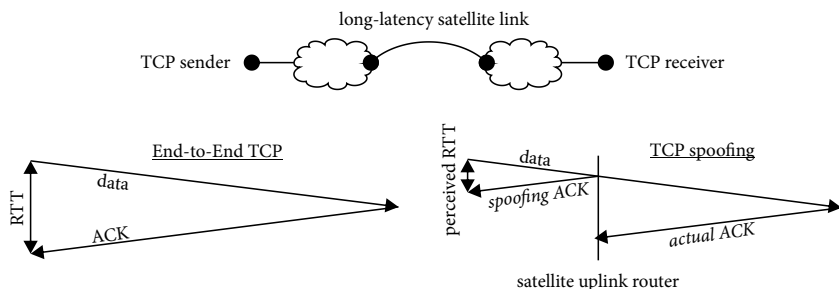 long-latency satellite link
TCP sender
TCP receiver
End-to-End TCP
RTT
data
ACK
TCP spoofing
perceived RTT
data
spoofing ACK
actual ACK
satellite uplink router